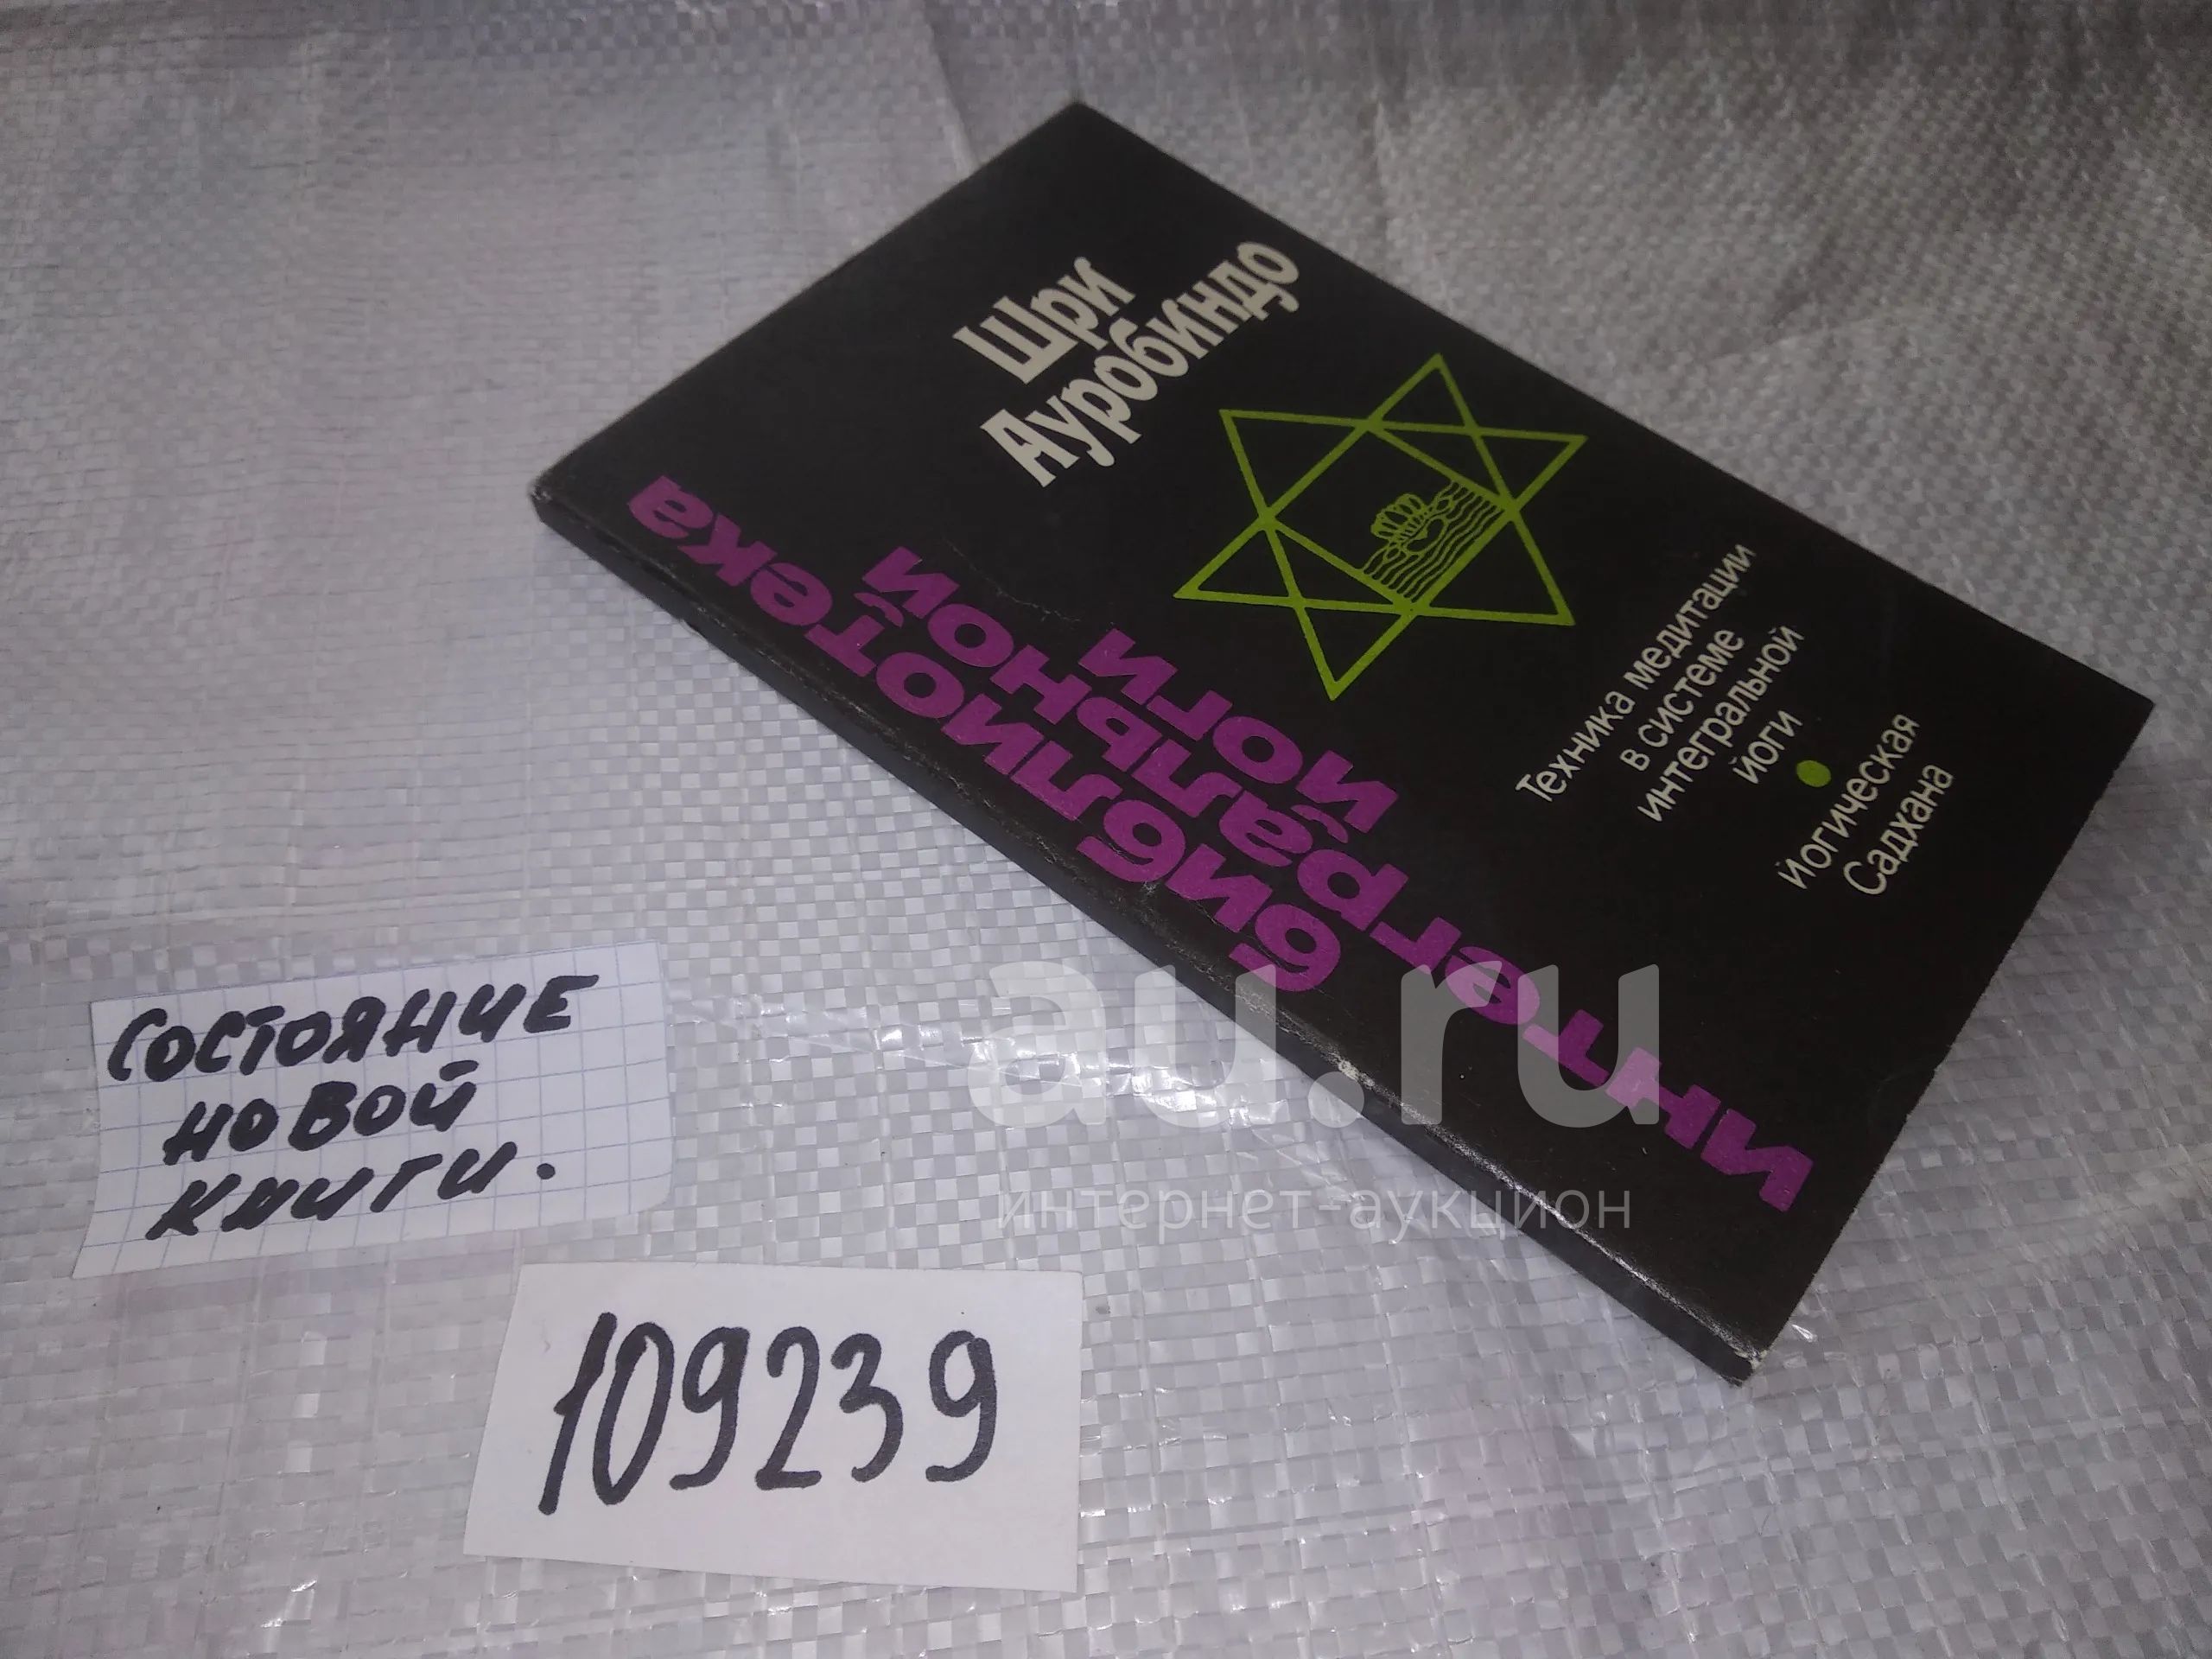 Шри
Ауробиндо
библиотека
интегральной
йоги
Техника медитации
в системе
интегральной
йоги
Йогическая
Садхана
СОСТОЯНИЕ
НОВОЙ
КНИГИ.
109239
au.ru
интернет-аукцион